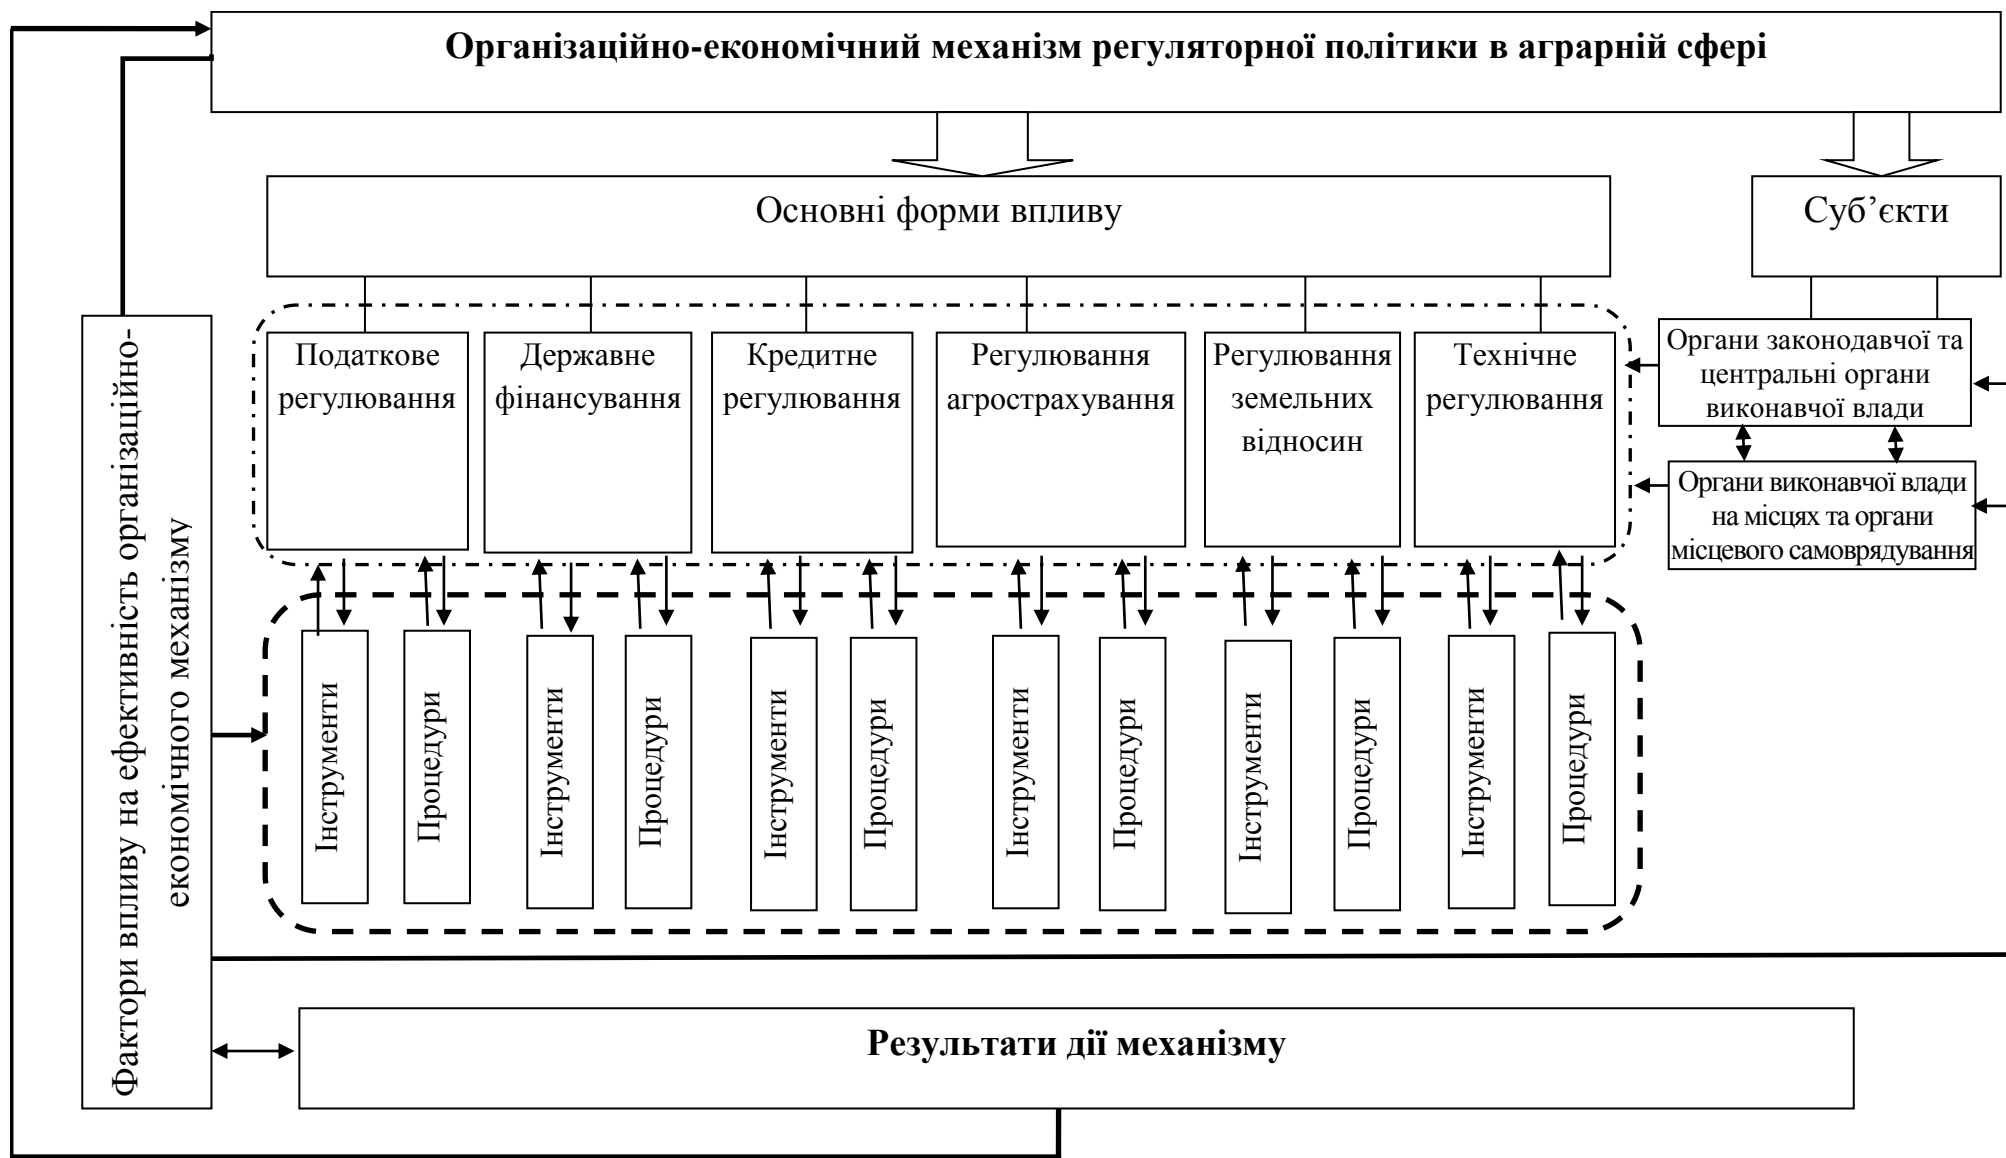 Організаційно-економічний механізм регуляторної політики в аграрній сфері
Основні форми впливу
Суб’єкти
Податкове
регулювання
Державне
фінансування
Кредитне
регулювання
Регулювання
агрострахування
Регулювання
земельних
відносин
Технічне
регулювання
Органи законодавчої та
центральні органи
виконавчої влади
Органи виконавчої влади
на місцях та органи
місцевого самоврядування
Фактори впливу на ефективність організаційно-
економічного механізму
Інструменти
Процедури
Інструменти
Процедури
Інструменти
Процедури
Інструменти
Процедури
Інструменти
Процедури
Інструменти
Процедури
Результати дії механізму